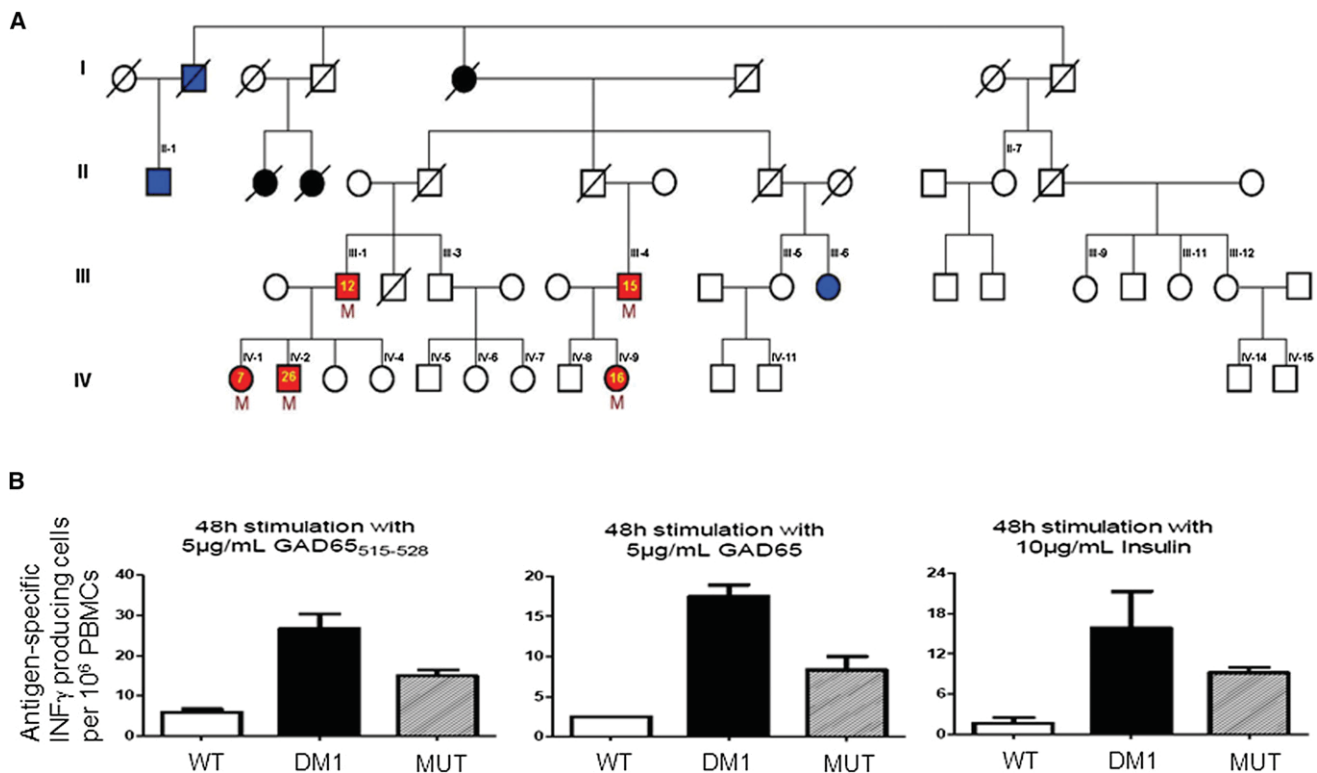 A
I
II-1
II-7
II
III-1 III-3 III-4 III-5 III-6 III-9 III-11 III-12
III
12 15
M M
IV-1 IV-2 IV-4 IV-5 IV-6 IV-7 IV-8 IV-9 IV-11 IV-14 IV-15
IV
7 26 16
M M M
B
48h stimulation with
5µg/mL GAD65515-528
48h stimulation with
5µg/mL GAD65
48h stimulation with
10µg/mL Insulin
Antigen-specific
INFγ producing cells
per 10⁶ PBMCs
40
30
20
10
0
WT DM1 MUT
20
15
10
5
0
WT DM1 MUT
24
18
12
6
0
WT DM1 MUT